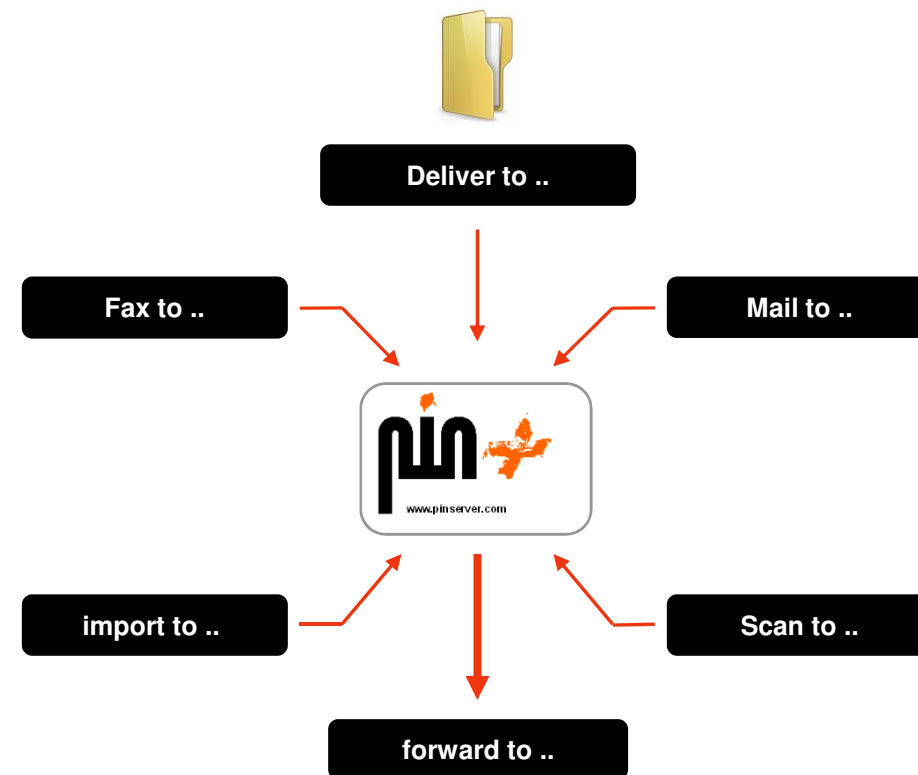 Deliver to ..
Fax to ..
Mail to ..
pin+
www.pinserver.com
import to ..
Scan to ..
forward to ..